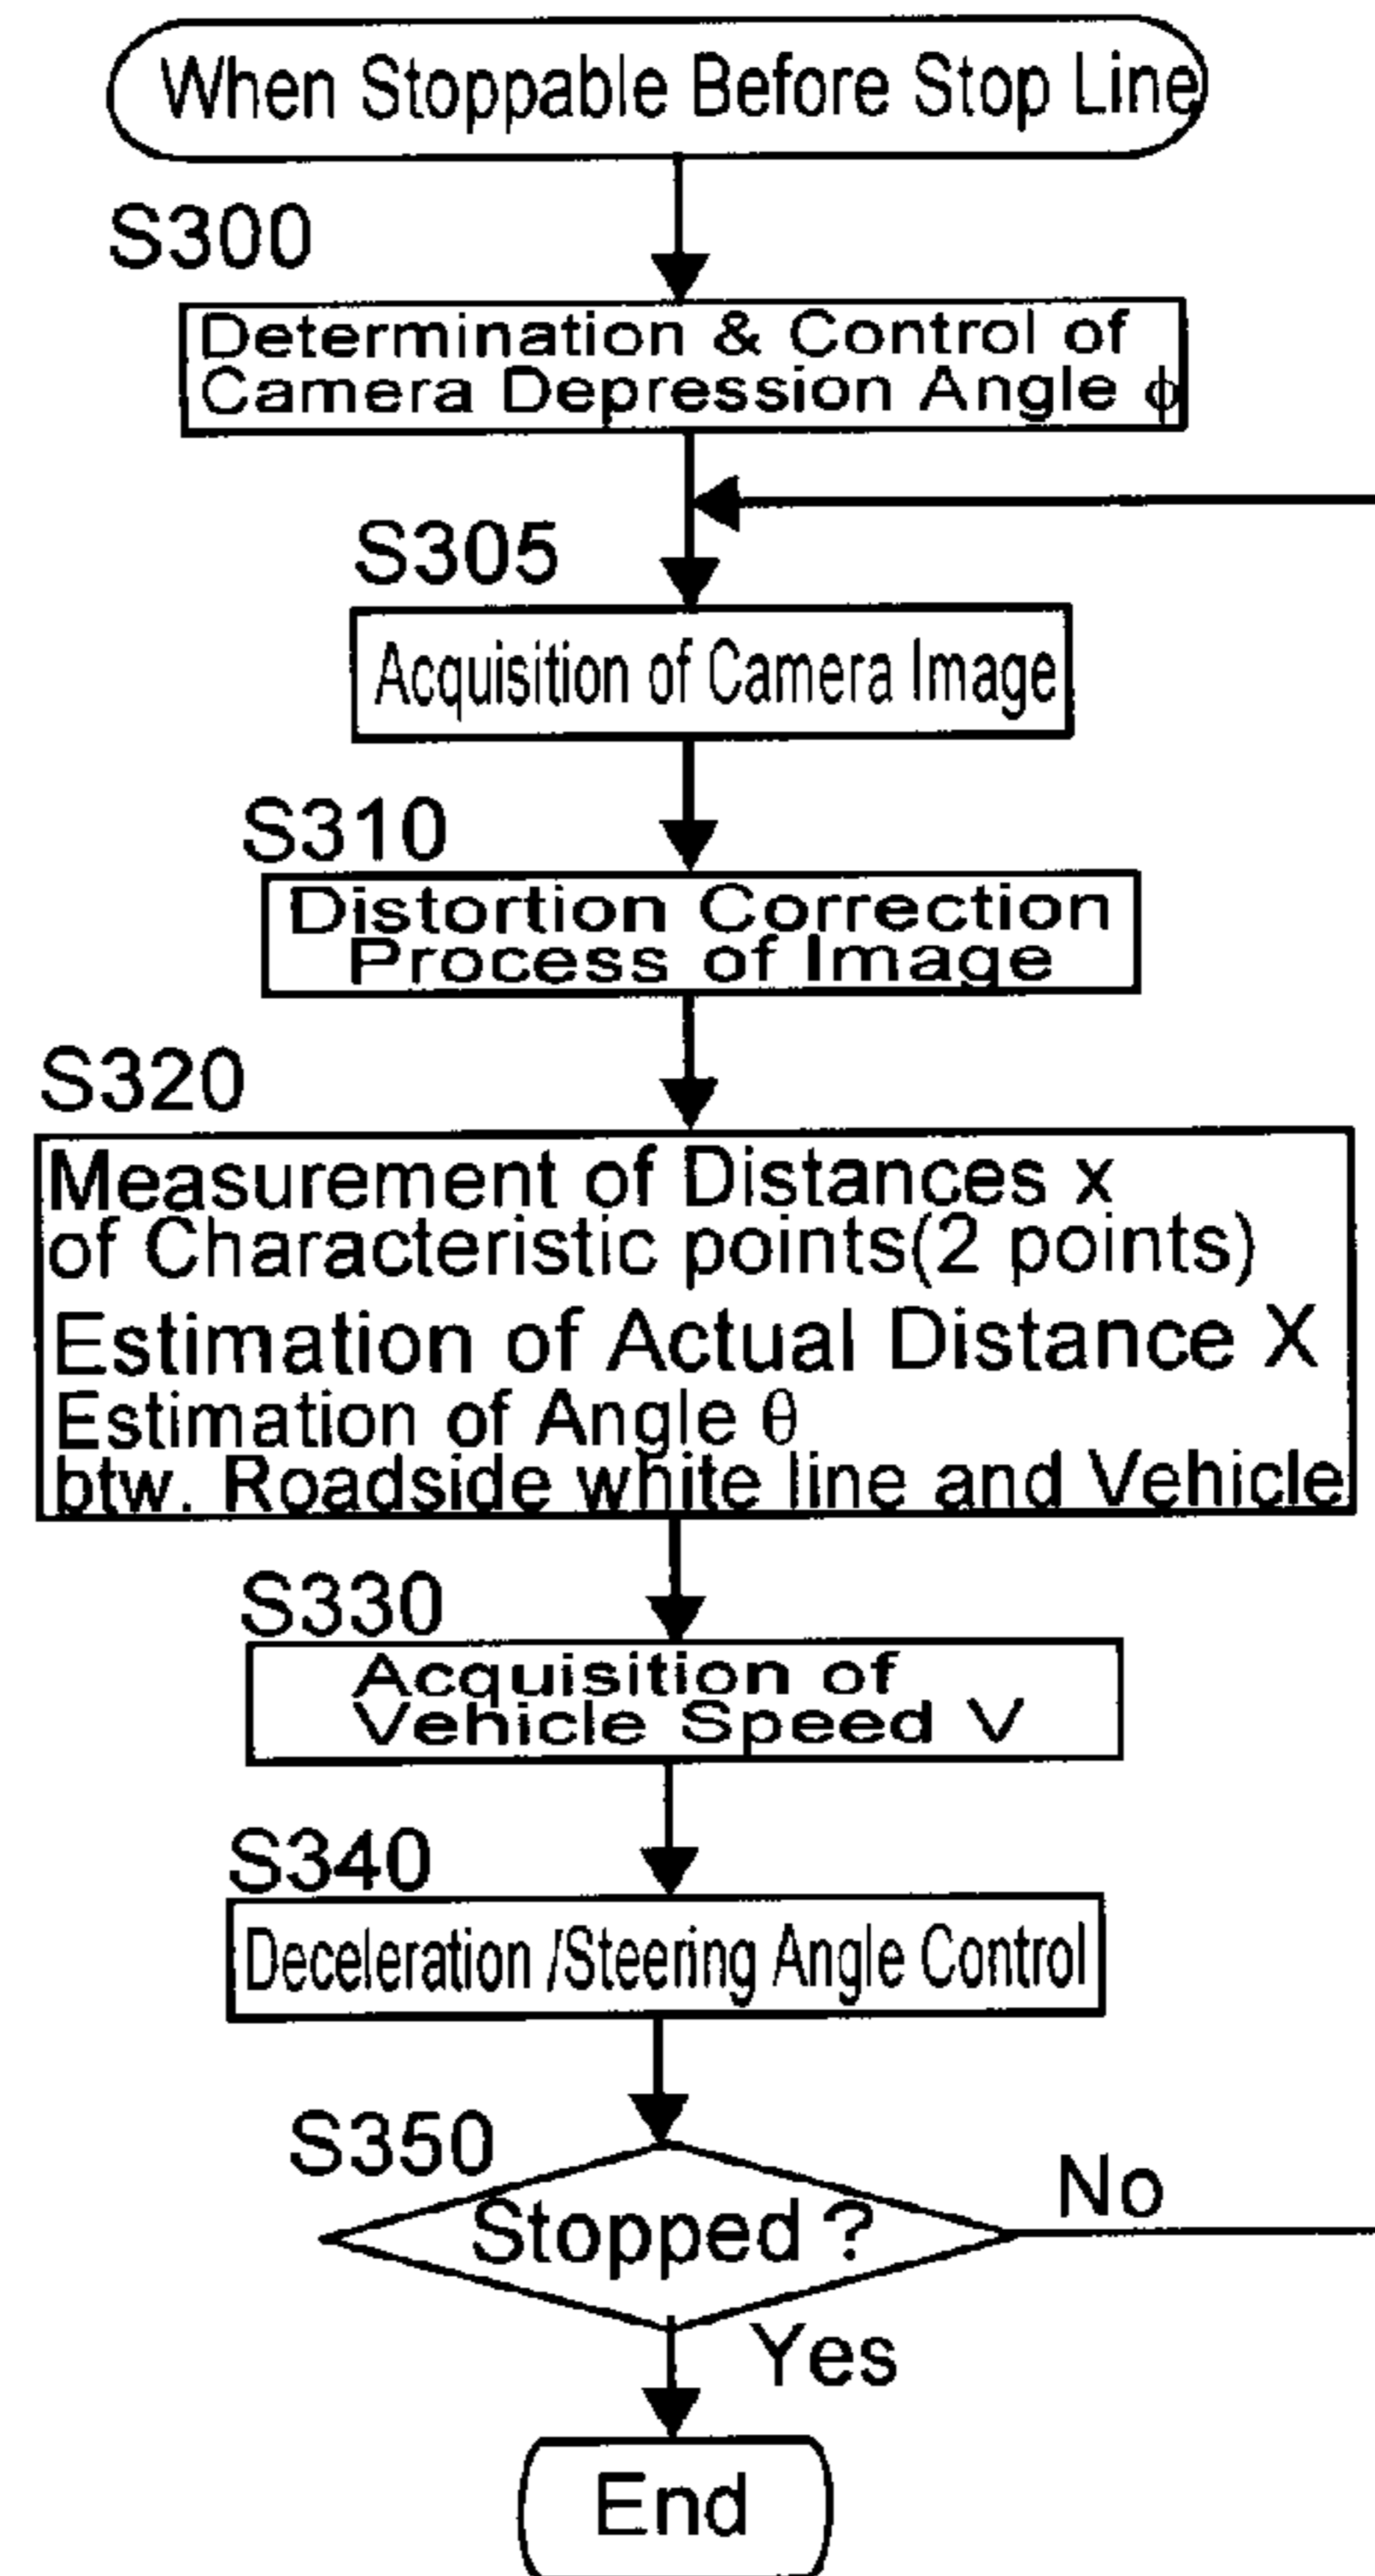 When Stoppable Before Stop Line
S300
Determination & Control of
Camera Depression Angle ϕ
S305
Acquisition of Camera Image
S310
Distortion Correction
Process of Image
S320
Measurement of Distances x
of Characteristic points(2 points)
Estimation of Actual Distance X
Estimation of Angle θ
btw. Roadside white line and Vehicle
S330
Acquisition of
Vehicle Speed V
S340
Deceleration /Steering Angle Control
S350
Stopped ?
No
Yes
End